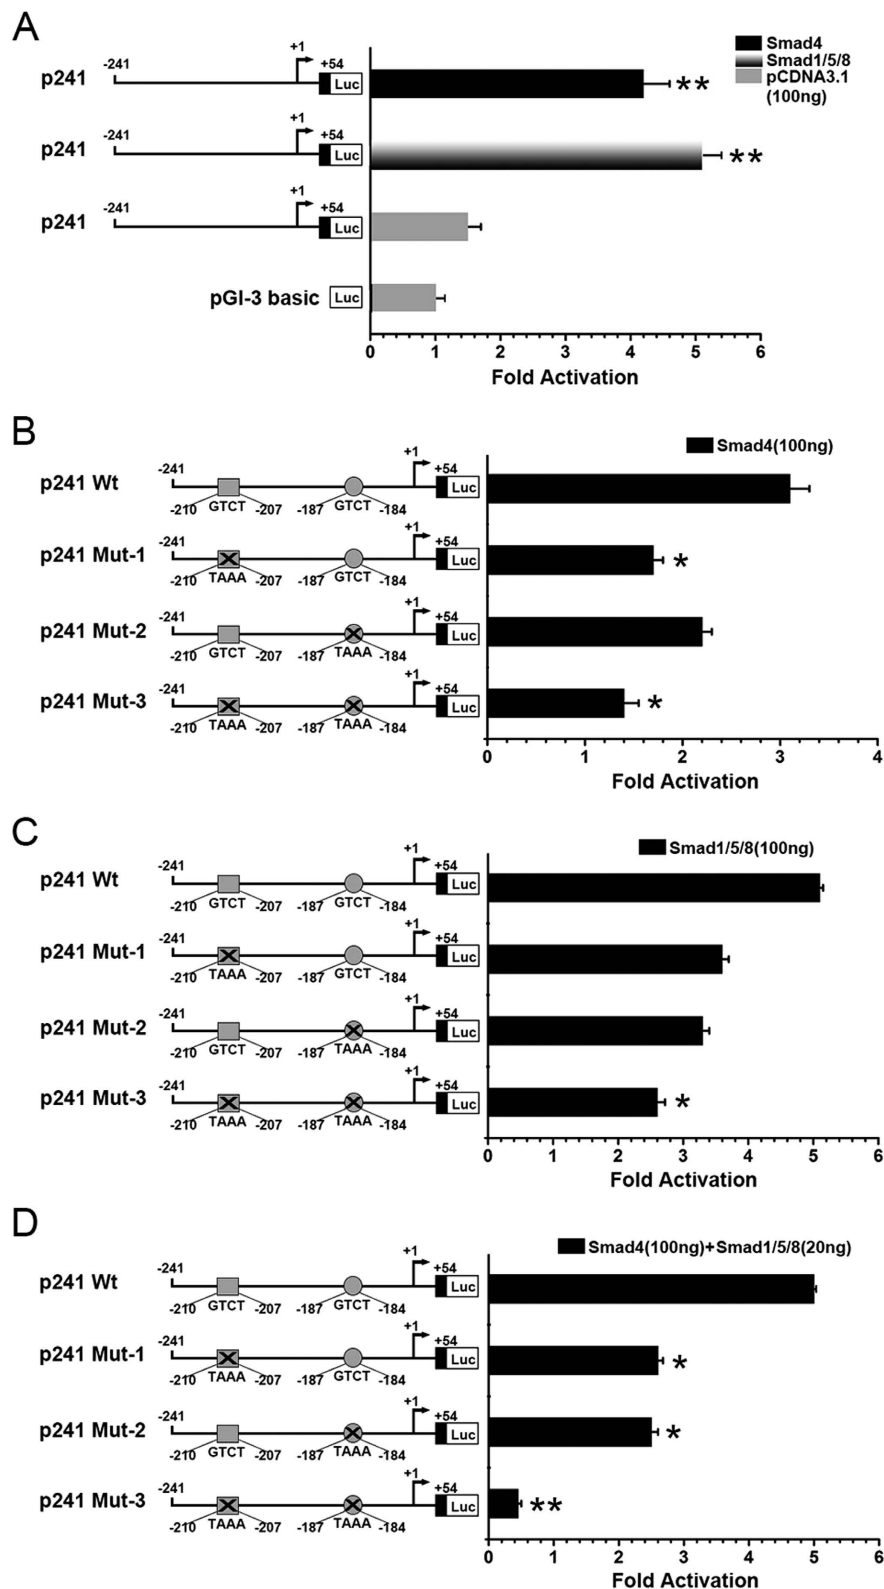 A
Smad4
Smad1/5/8
pCDNA3.1
(100ng)
p241 -241 +1 +54 Luc **
p241 -241 +1 +54 Luc **
p241 -241 +1 +54 Luc
pGl-3 basic Luc
0 1 2 3 4 5 6
Fold Activation
B
Smad4(100ng)
p241 Wt -241 +1 +54 Luc
-210 GTCT -207 -187 GTCT -184
p241 Mut-1 -241 +1 +54 Luc *
-210 TAAA -207 -187 GTCT -184
p241 Mut-2 -241 +1 +54 Luc
-210 GTCT -207 -187 TAAA -184
p241 Mut-3 -241 +1 +54 Luc *
-210 TAAA -207 -187 TAAA -184
0 1 2 3 4
Fold Activation
C
Smad1/5/8(100ng)
p241 Wt -241 +1 +54 Luc
-210 GTCT -207 -187 GTCT -184
p241 Mut-1 -241 +1 +54 Luc
-210 TAAA -207 -187 GTCT -184
p241 Mut-2 -241 +1 +54 Luc
-210 GTCT -207 -187 TAAA -184
p241 Mut-3 -241 +1 +54 Luc *
-210 TAAA -207 -187 TAAA -184
0 1 2 3 4 5 6
Fold Activation
D
Smad4(100ng)+Smad1/5/8(20ng)
p241 Wt -241 +1 +54 Luc
-210 GTCT -207 -187 GTCT -184
p241 Mut-1 -241 +1 +54 Luc *
-210 TAAA -207 -187 GTCT -184
p241 Mut-2 -241 +1 +54 Luc *
-210 GTCT -207 -187 TAAA -184
p241 Mut-3 -241 +1 +54 Luc **
-210 TAAA -207 -187 TAAA -184
0 1 2 3 4 5 6
Fold Activation